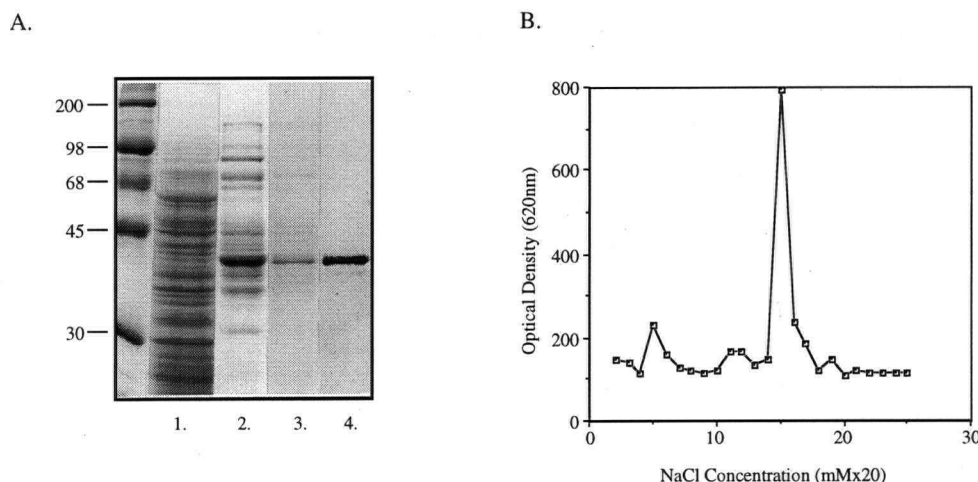 A.
200
98
68
45
30
1. 2. 3. 4.
B.
Optical Density (620nm)
800
600
400
200
0
0 10 20 30
NaCl Concentration (mMx20)